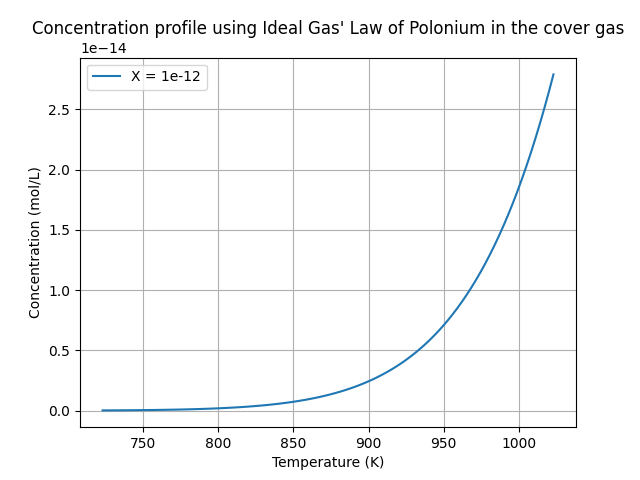 Concentration profile using Ideal Gas' Law of Polonium in the cover gas
1e−14
X = 1e-12
2.5
2.0
1.5
1.0
0.5
0.0
Concentration (mol/L)
750 800 850 900 950 1000
Temperature (K)